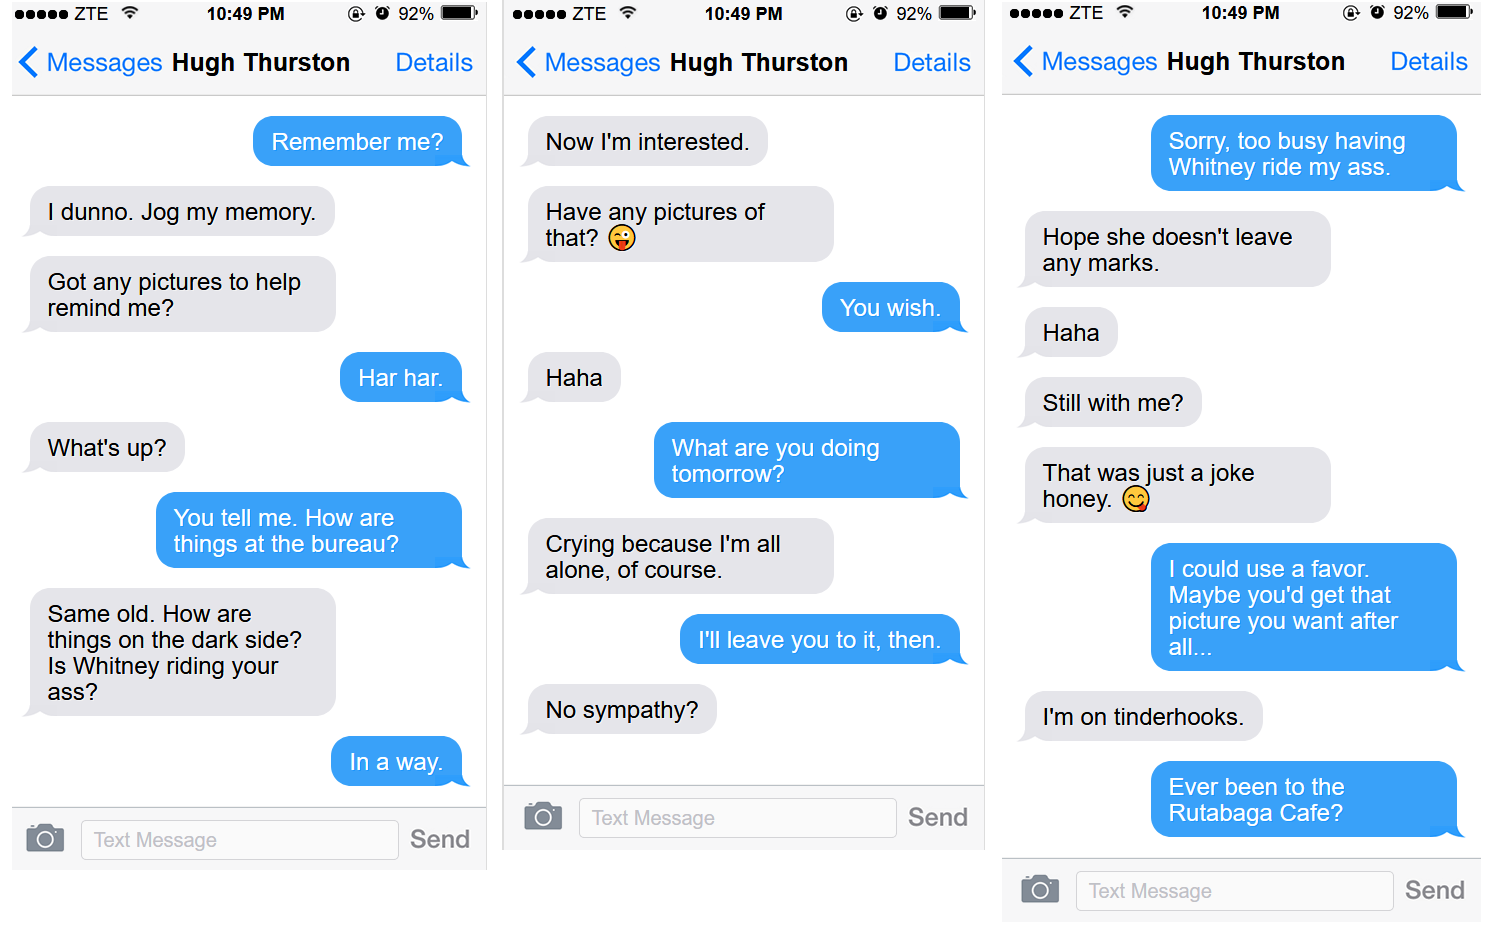 ZTE 10:49 PM 92%
Messages Hugh Thurston Details
Remember me?
I dunno. Jog my memory.
Got any pictures to help
remind me?
Har har.
What's up?
You tell me. How are
things at the bureau?
Same old. How are
things on the dark side?
Is Whitney riding your
ass?
In a way.
Text Message Send
ZTE 10:49 PM 92%
Messages Hugh Thurston Details
Now I'm interested.
Have any pictures of
that? 😜
You wish.
Haha
What are you doing
tomorrow?
Crying because I'm all
alone, of course.
I'll leave you to it, then.
No sympathy?
Text Message Send
ZTE 10:49 PM 92%
Messages Hugh Thurston Details
Sorry, too busy having
Whitney ride my ass.
Hope she doesn't leave
any marks.
Haha
Still with me?
That was just a joke
honey. 😋
I could use a favor.
Maybe you'd get that
picture you want after
all...
I'm on tinderhooks.
Ever been to the
Rutabaga Cafe?
Text Message Send